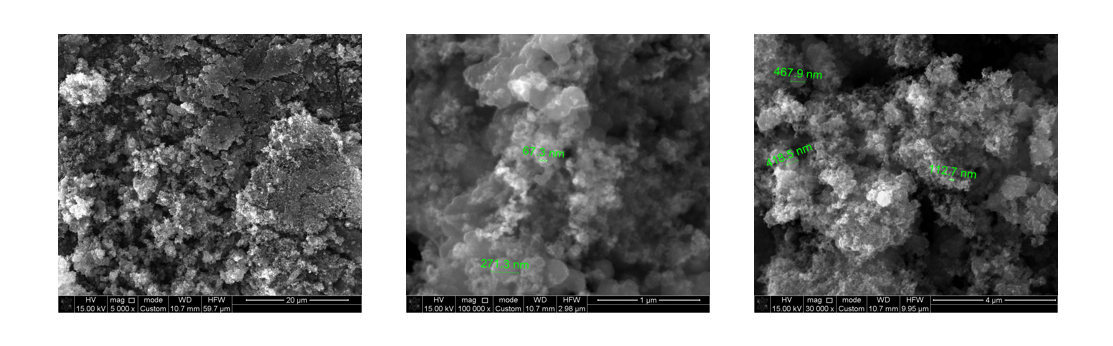 HV mag □ mode WD HFW 20 µm
15.00 kV 5 000 x Custom 10.7 mm 59.7 µm
271.3 nm
HV mag □ mode WD HFW 1 µm
15.00 kV 100 000 x Custom 10.7 mm 2.98 µm
467.9 nm
nm
nm
HV mag □ mode WD HFW 4 µm
15.00 kV 30 000 x Custom 10.7 mm 9.95 µm